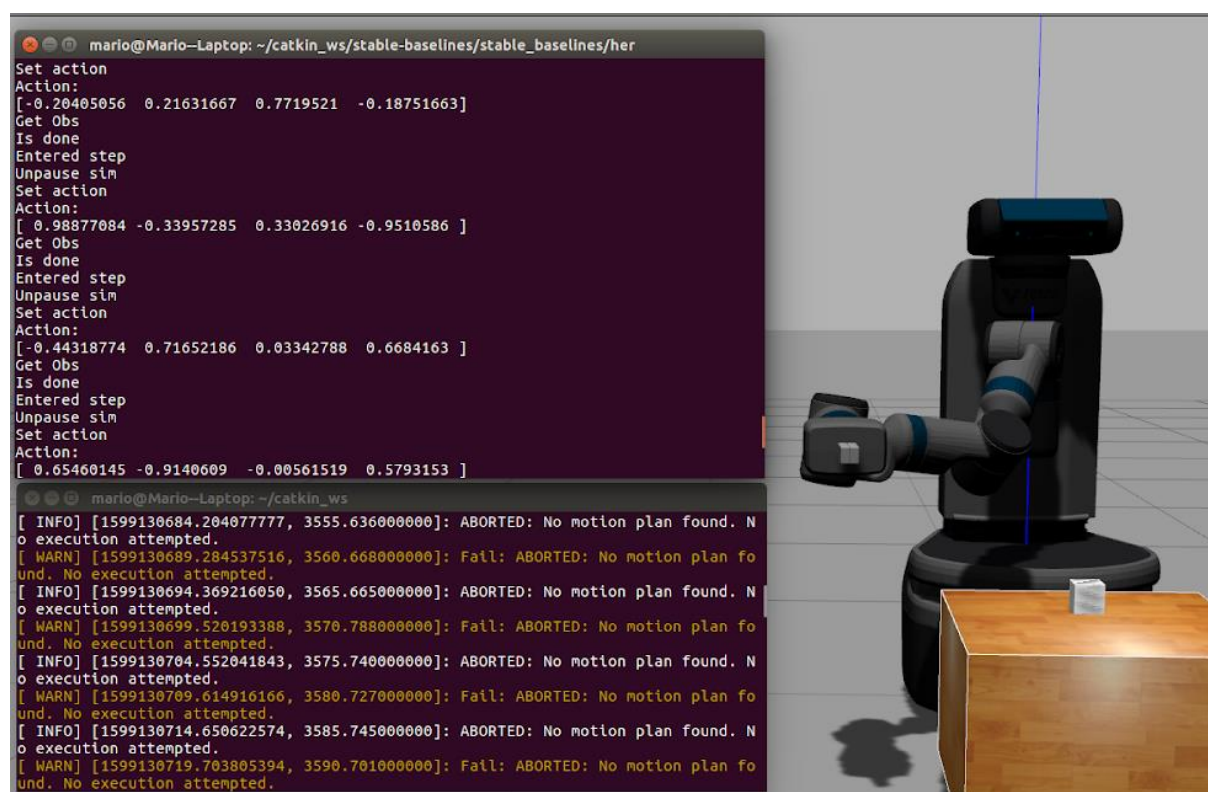 mario@Mario--Laptop: ~/catkin_ws/stable-baselines/stable_baselines/her
Set action
Action:
[-0.20405056  0.21631667  0.7719521  -0.18751663]
Get Obs
Is done
Entered step
Unpause sim
Set action
Action:
[ 0.98877084 -0.33957285  0.33026916 -0.9510586 ]
Get Obs
Is done
Entered step
Unpause sim
Set action
Action:
[-0.44318774  0.71652186  0.03342788  0.6684163 ]
Get Obs
Is done
Entered step
Unpause sim
Set action
Action:
[ 0.65460145 -0.9140609  -0.00561519  0.5793153 ]
mario@Mario--Laptop: ~/catkin_ws
[ INFO] [1599130684.204077777, 3555.636000000]: ABORTED: No motion plan found. N
o execution attempted.
[ WARN] [1599130689.284537516, 3560.668000000]: Fail: ABORTED: No motion plan fo
und. No execution attempted.
[ INFO] [1599130694.369216050, 3565.665000000]: ABORTED: No motion plan found. N
o execution attempted.
[ WARN] [1599130699.520193388, 3570.788000000]: Fail: ABORTED: No motion plan fo
und. No execution attempted.
[ INFO] [1599130704.552041843, 3575.740000000]: ABORTED: No motion plan found. N
o execution attempted.
[ WARN] [1599130709.614916166, 3580.727000000]: Fail: ABORTED: No motion plan fo
und. No execution attempted.
[ INFO] [1599130714.650622574, 3585.745000000]: ABORTED: No motion plan found. N
o execution attempted.
[ WARN] [1599130719.703805394, 3590.701000000]: Fail: ABORTED: No motion plan fo
und. No execution attempted.